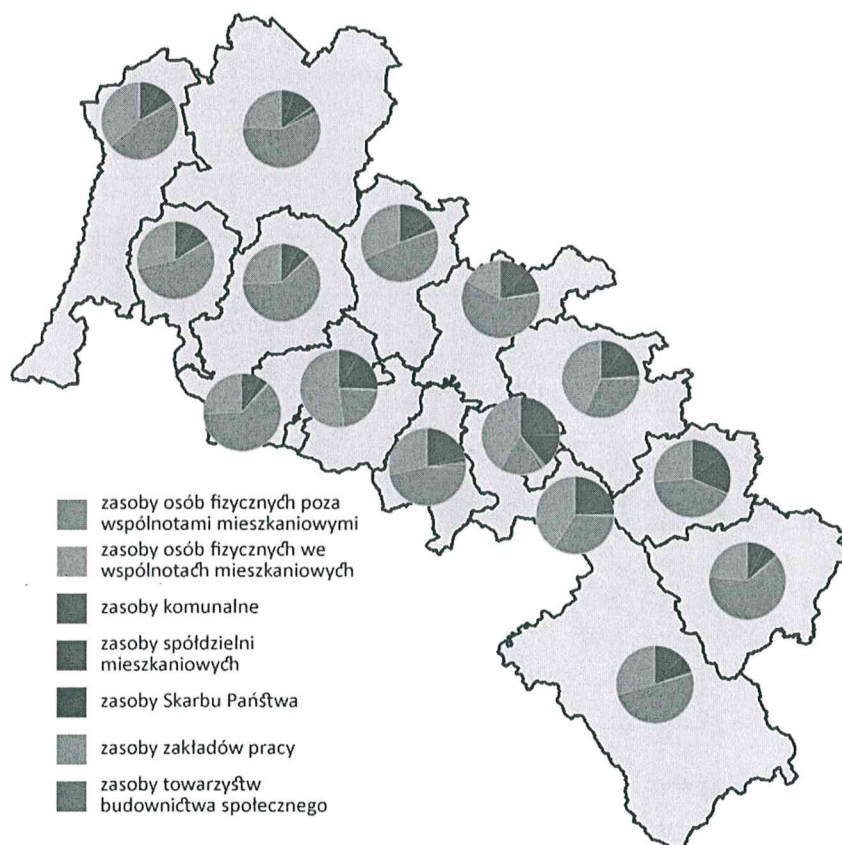 zasoby osób fizycznych poza
wspólnotami mieszkaniowymi
zasoby osób fizycznych we
wspólnotach mieszkaniowych
zasoby komunalne
zasoby spółdzielni
mieszkaniowych
zasoby Skarbu Państwa
zasoby zakładów pracy
zasoby towarzystw
budownictwa społecznego